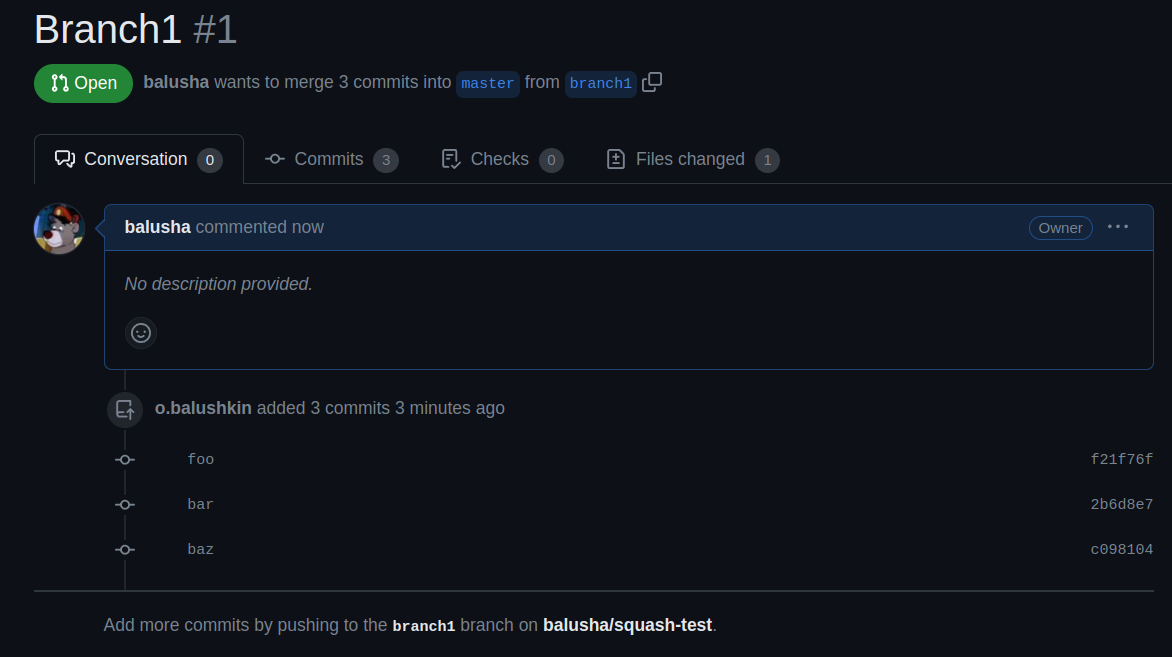 Branch1 #1
Open balusha wants to merge 3 commits into master from branch1
Conversation 0 Commits 3 Checks 0 Files changed 1
balusha commented now Owner
No description provided.
o.balushkin added 3 commits 3 minutes ago
foo f21f76f
bar 2b6d8e7
baz c098104
Add more commits by pushing to the branch1 branch on balusha/squash-test.